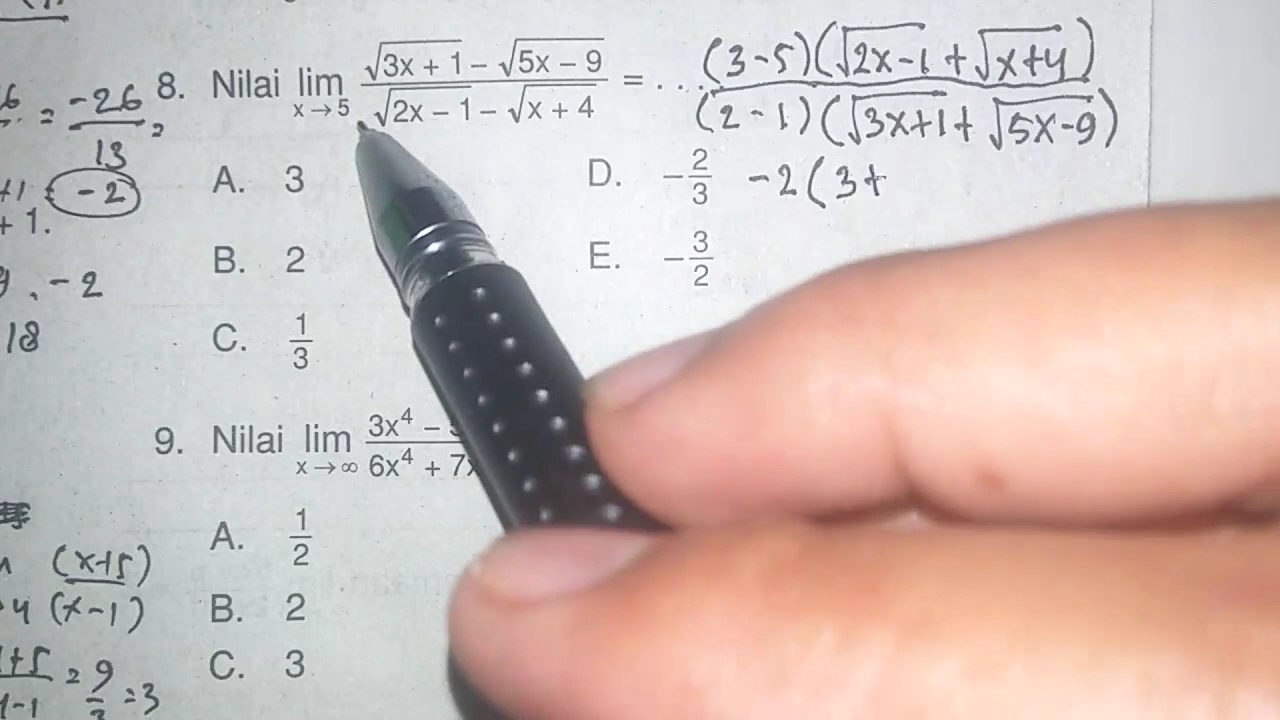 = -26 / 13 =
-2
+1
+ 1.
. -2
18
8. Nilai lim x→5 (√3x + 1 – √5x – 9) / (√2x – 1 – √x + 4) = . . . (3-5)(√2x-1 + √x+4) / (2-1)(√3x+1 + √5x-9)
A. 3
D. – 2/3 -2(3+
B. 2
E. – 3/2
C. 1/3
9. Nilai lim x→∞ 3x⁴ – / 6x⁴ + 7
A. 1/2
(x+5)
(x-1)
B. 2
C. 3
= 9/3 = 3